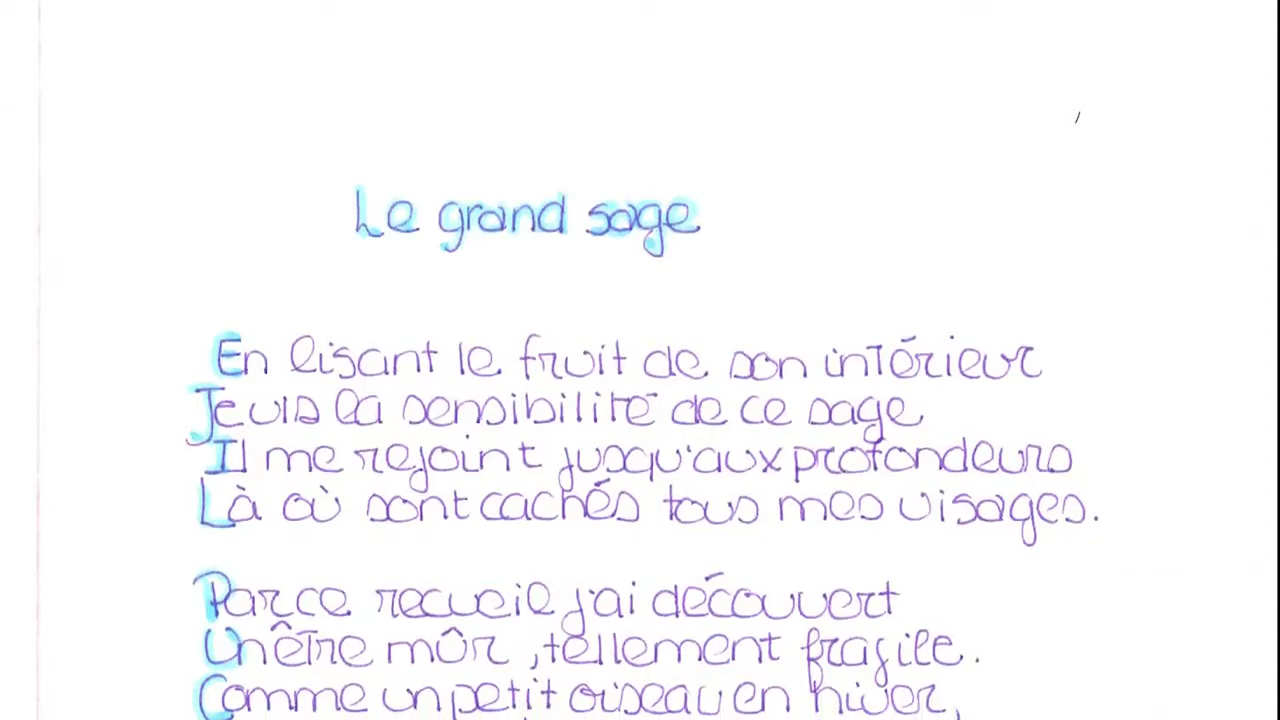 Le grand sage
En lisant le fruit de son intérieur
Je vis la sensibilité de ce sage
Il me rejoint jusqu'aux profondeurs
Là où sont cachés tous mes visages.
Par ce recueil j'ai découvert
Un être mûr, tellement fragile.
Comme un petit oiseau en hiver,